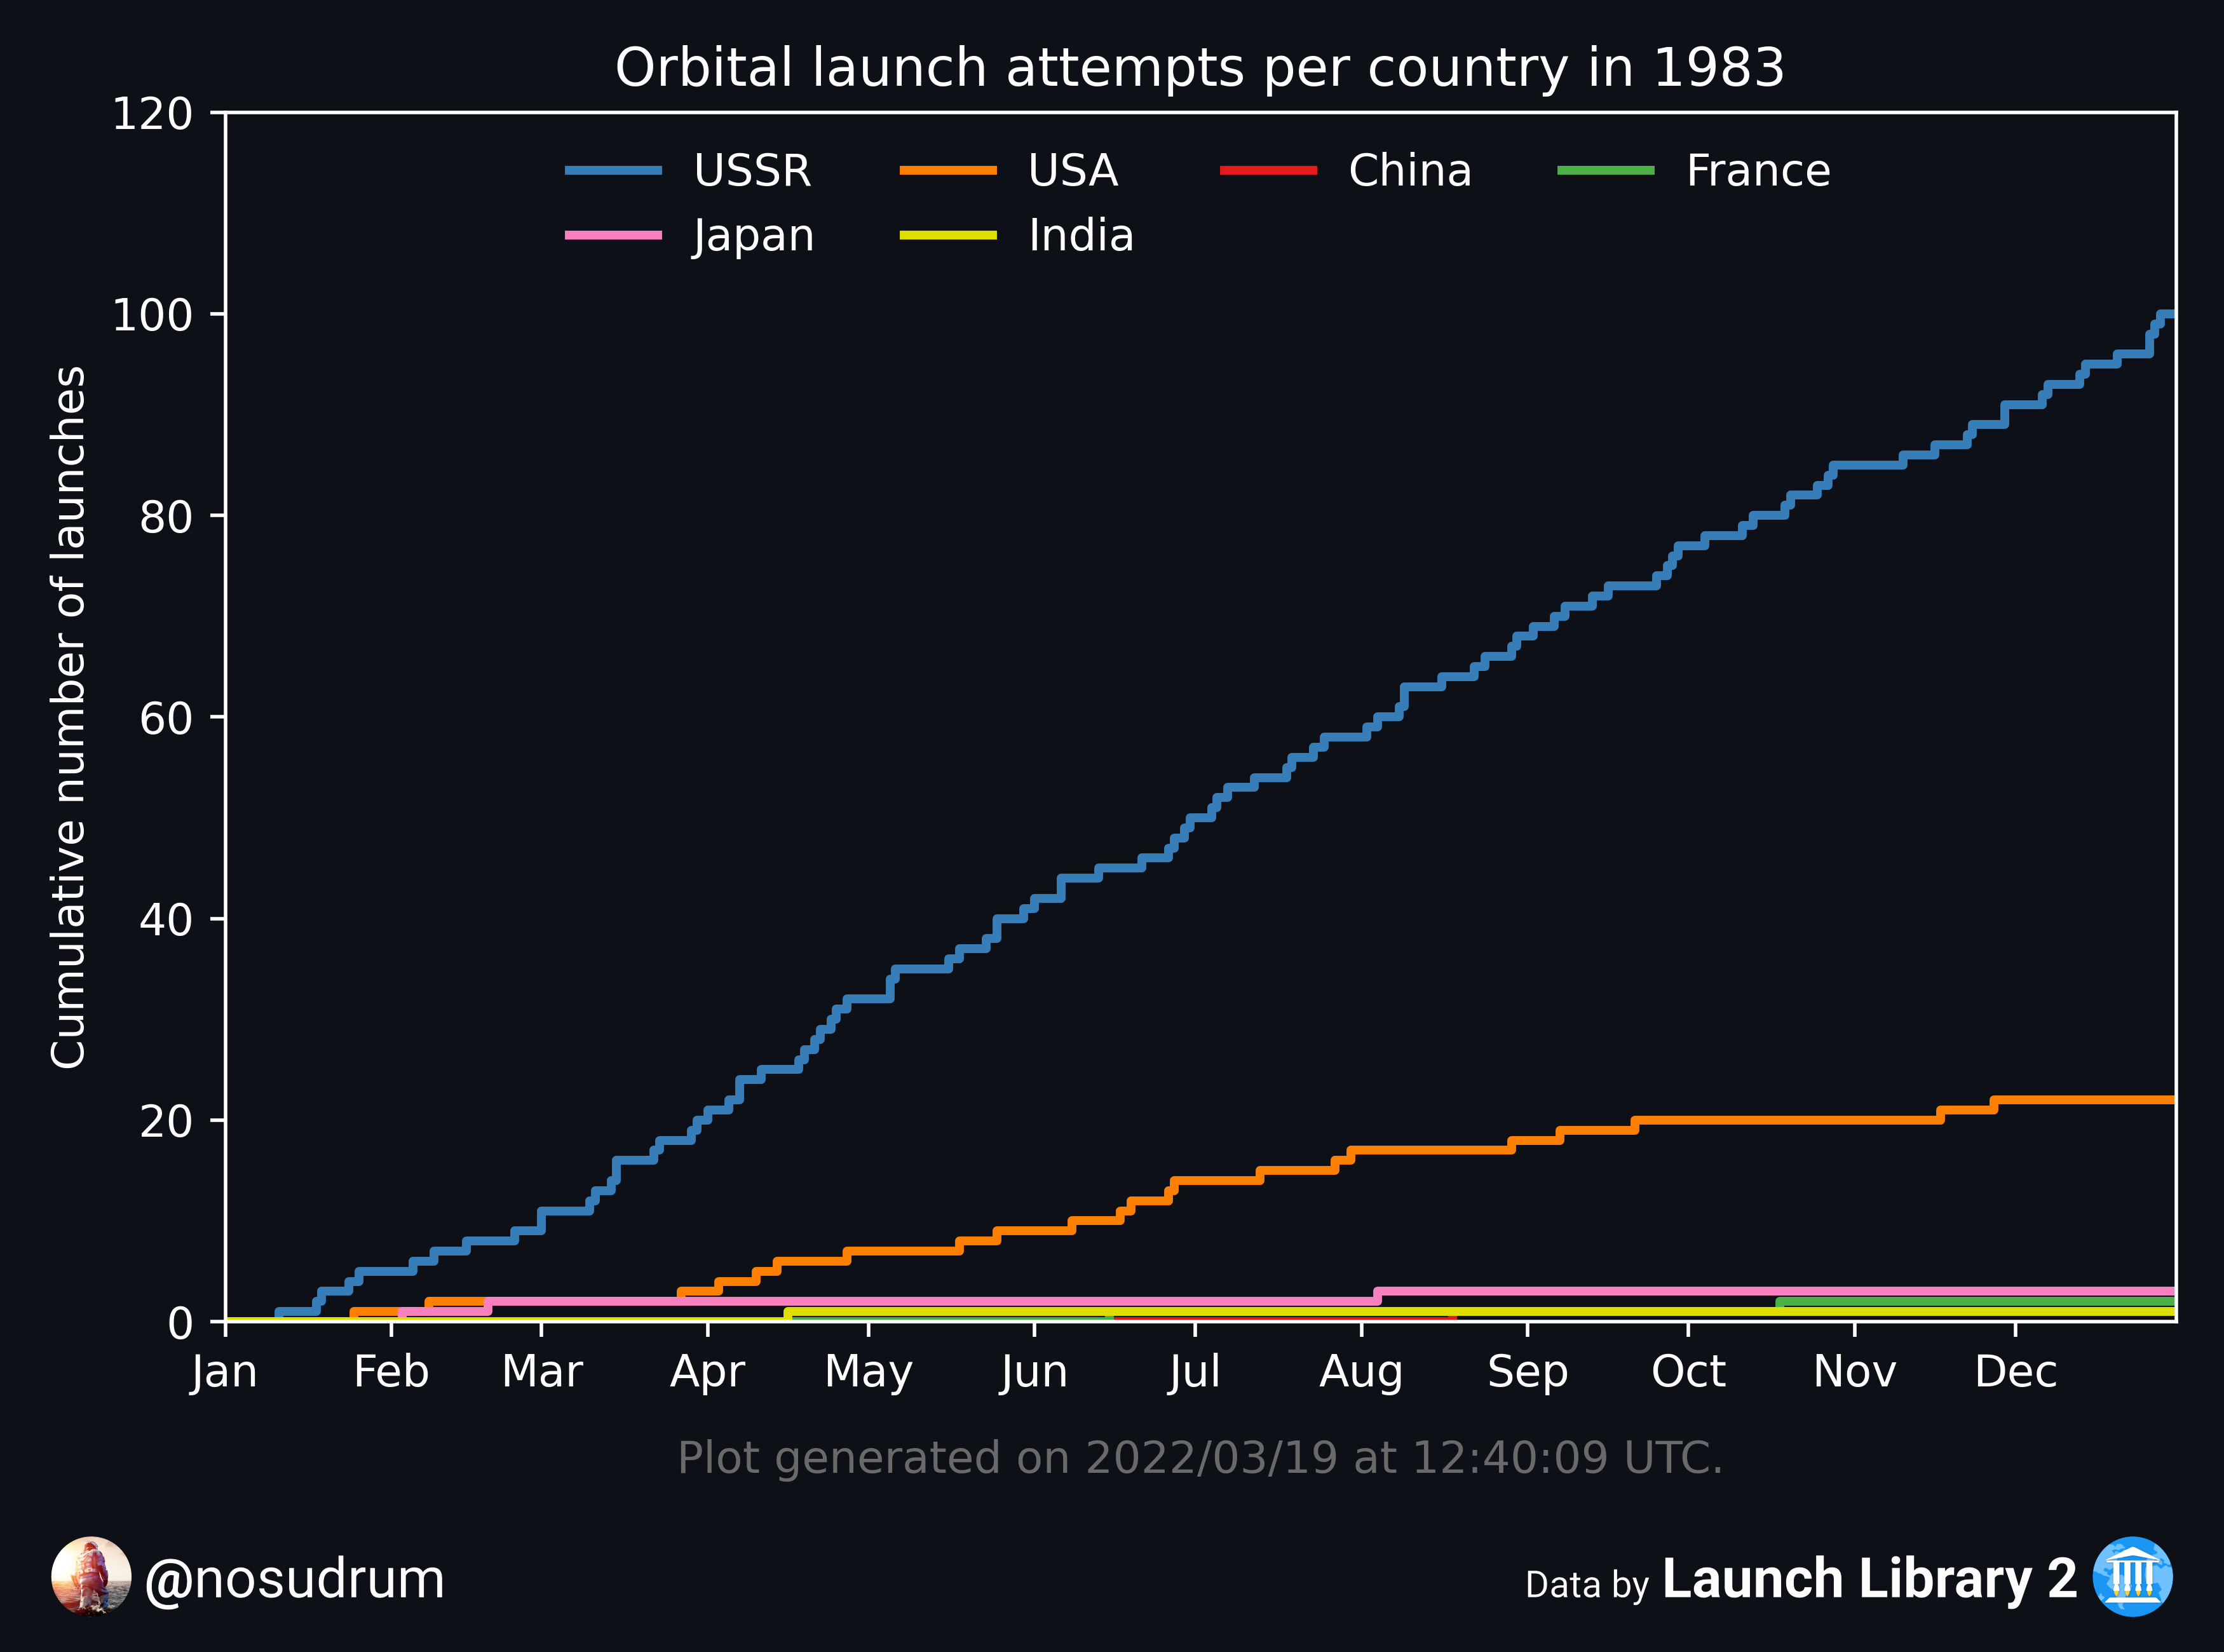 Orbital launch attempts per country in 1983
120
USSR USA China France
Japan India
100
80
60
40
20
0
Cumulative number of launches
Jan Feb Mar Apr May Jun Jul Aug Sep Oct Nov Dec
Plot generated on 2022/03/19 at 12:40:09 UTC.
@nosudrum
Data by Launch Library 2